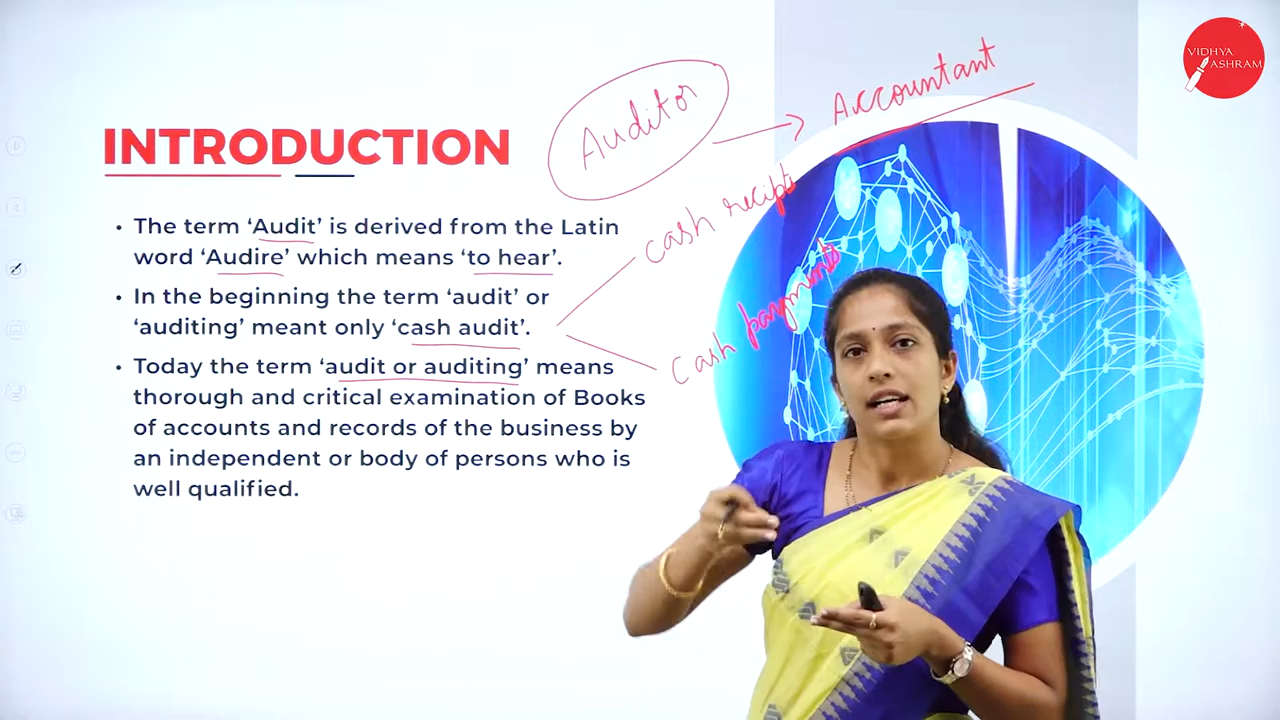 VIDHYA
ASHRAM
Auditor
Accountant
INTRODUCTION
cash recipts
cash payments
• The term ‘Audit’ is derived from the Latin
word ‘Audire’ which means ‘to hear’.
• In the beginning the term ‘audit’ or
‘auditing’ meant only ‘cash audit’.
• Today the term ‘audit or auditing’ means
thorough and critical examination of Books
of accounts and records of the business by
an independent or body of persons who is
well qualified.